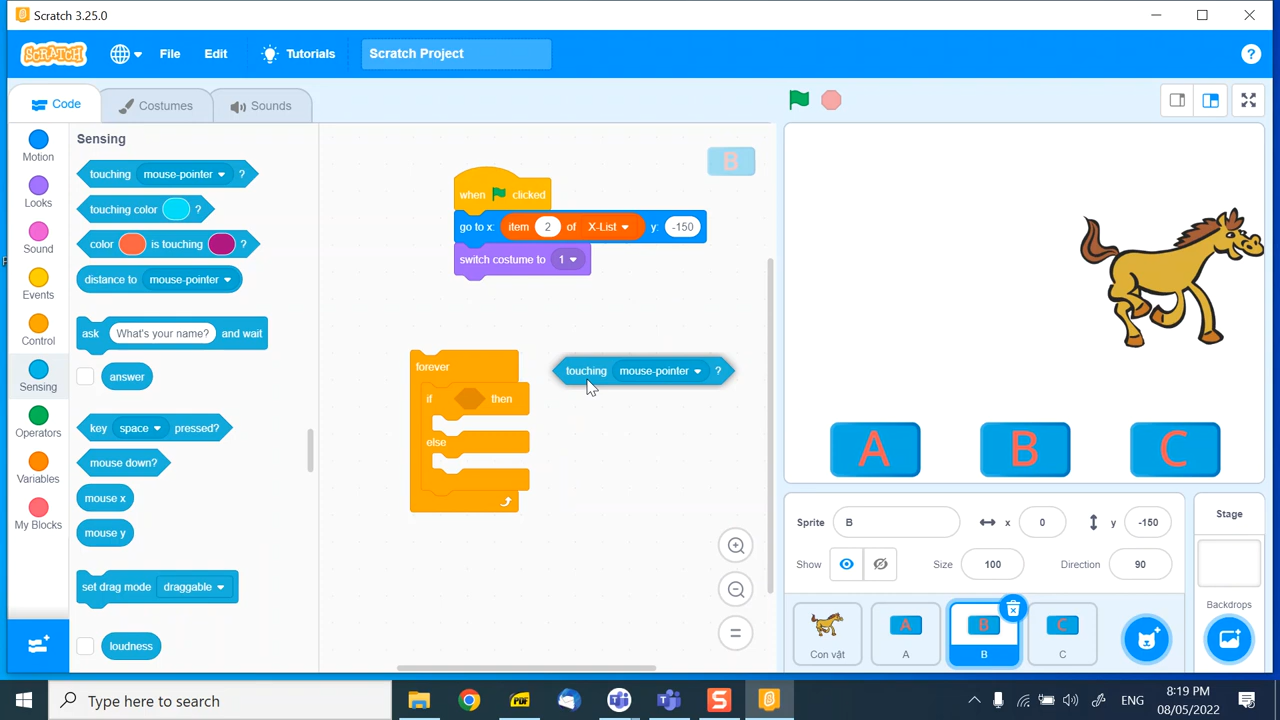 Scratch 3.25.0
SCRATCH
File
Edit
Tutorials
Scratch Project
?
Code
Costumes
Sounds
Motion
Looks
Sound
Events
Control
Sensing
Operators
Variables
My Blocks
Sensing
touching mouse-pointer ?
touching color ?
color is touching ?
distance to mouse-pointer
ask What's your name? and wait
answer
key space pressed?
mouse down?
mouse x
mouse y
set drag mode draggable
loudness
B
when clicked
go to x: item 2 of X-List y: -150
switch costume to 1
forever
if then
else
touching mouse-pointer ?
A
B
C
Sprite B x 0 y -150
Show Size 100 Direction 90
A
B
C
Con vật
A
B
C
Stage
Backdrops
Type here to search
PDF
ENG
8:19 PM
08/05/2022